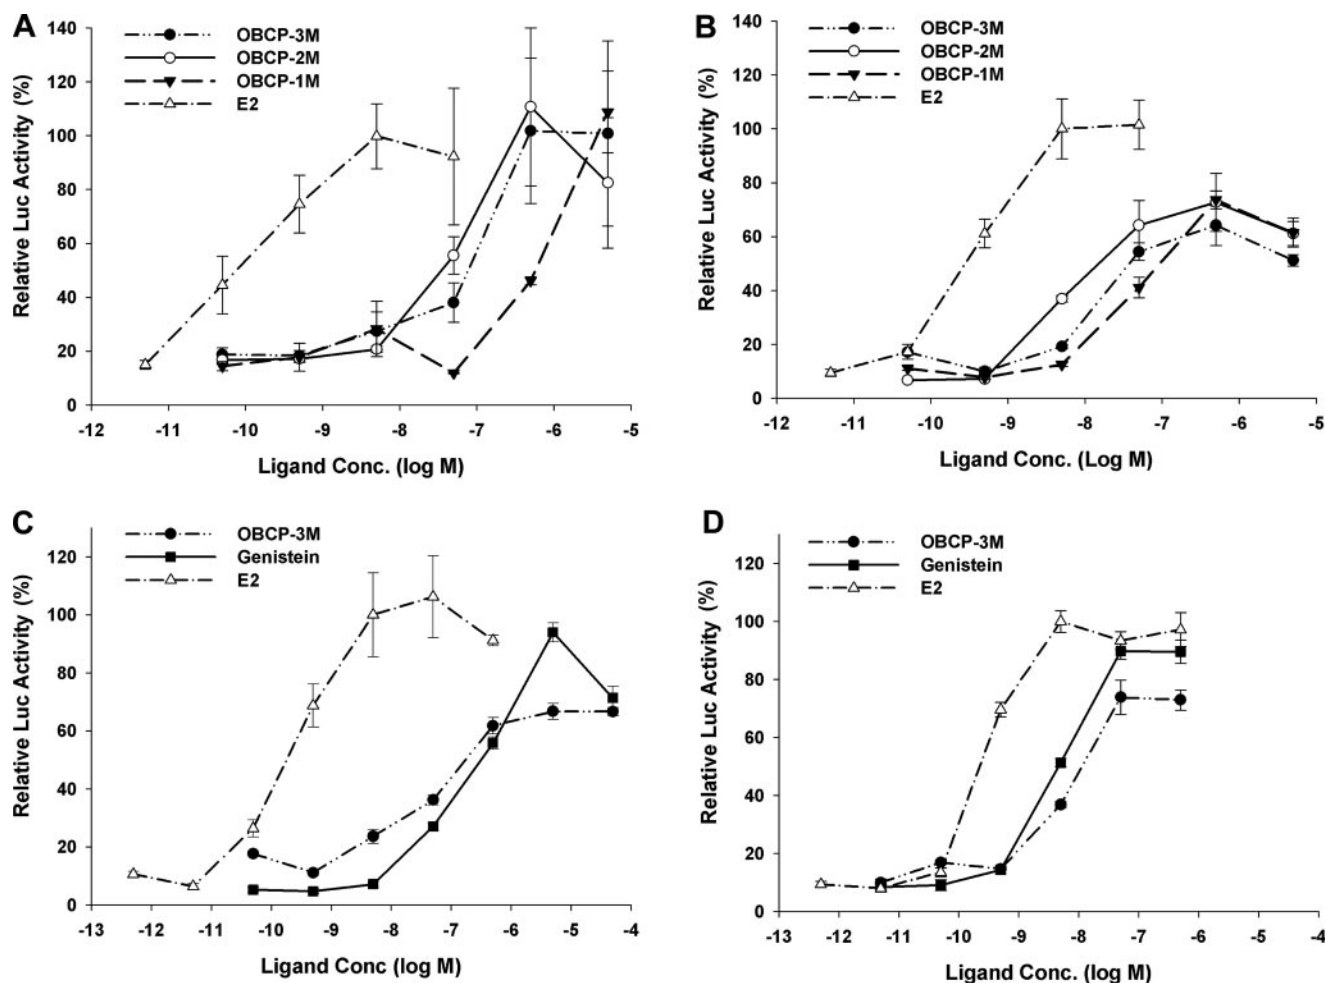 A
OBCP-3M
OBCP-2M
OBCP-1M
E2
Relative Luc Activity (%)
140
120
100
80
60
40
20
0
-12 -11 -10 -9 -8 -7 -6 -5
Ligand Conc. (log M)
B
OBCP-3M
OBCP-2M
OBCP-1M
E2
Relative Luc Activity (%)
140
120
100
80
60
40
20
0
-12 -11 -10 -9 -8 -7 -6 -5
Ligand Conc. (Log M)
C
OBCP-3M
Genistein
E2
Relative Luc Activity (%)
120
100
80
60
40
20
0
-13 -12 -11 -10 -9 -8 -7 -6 -5 -4
Ligand Conc (log M)
D
OBCP-3M
Genistein
E2
Relative Luc Activity (%)
120
100
80
60
40
20
0
-13 -12 -11 -10 -9 -8 -7 -6 -5 -4
Ligand Conc. (log M)